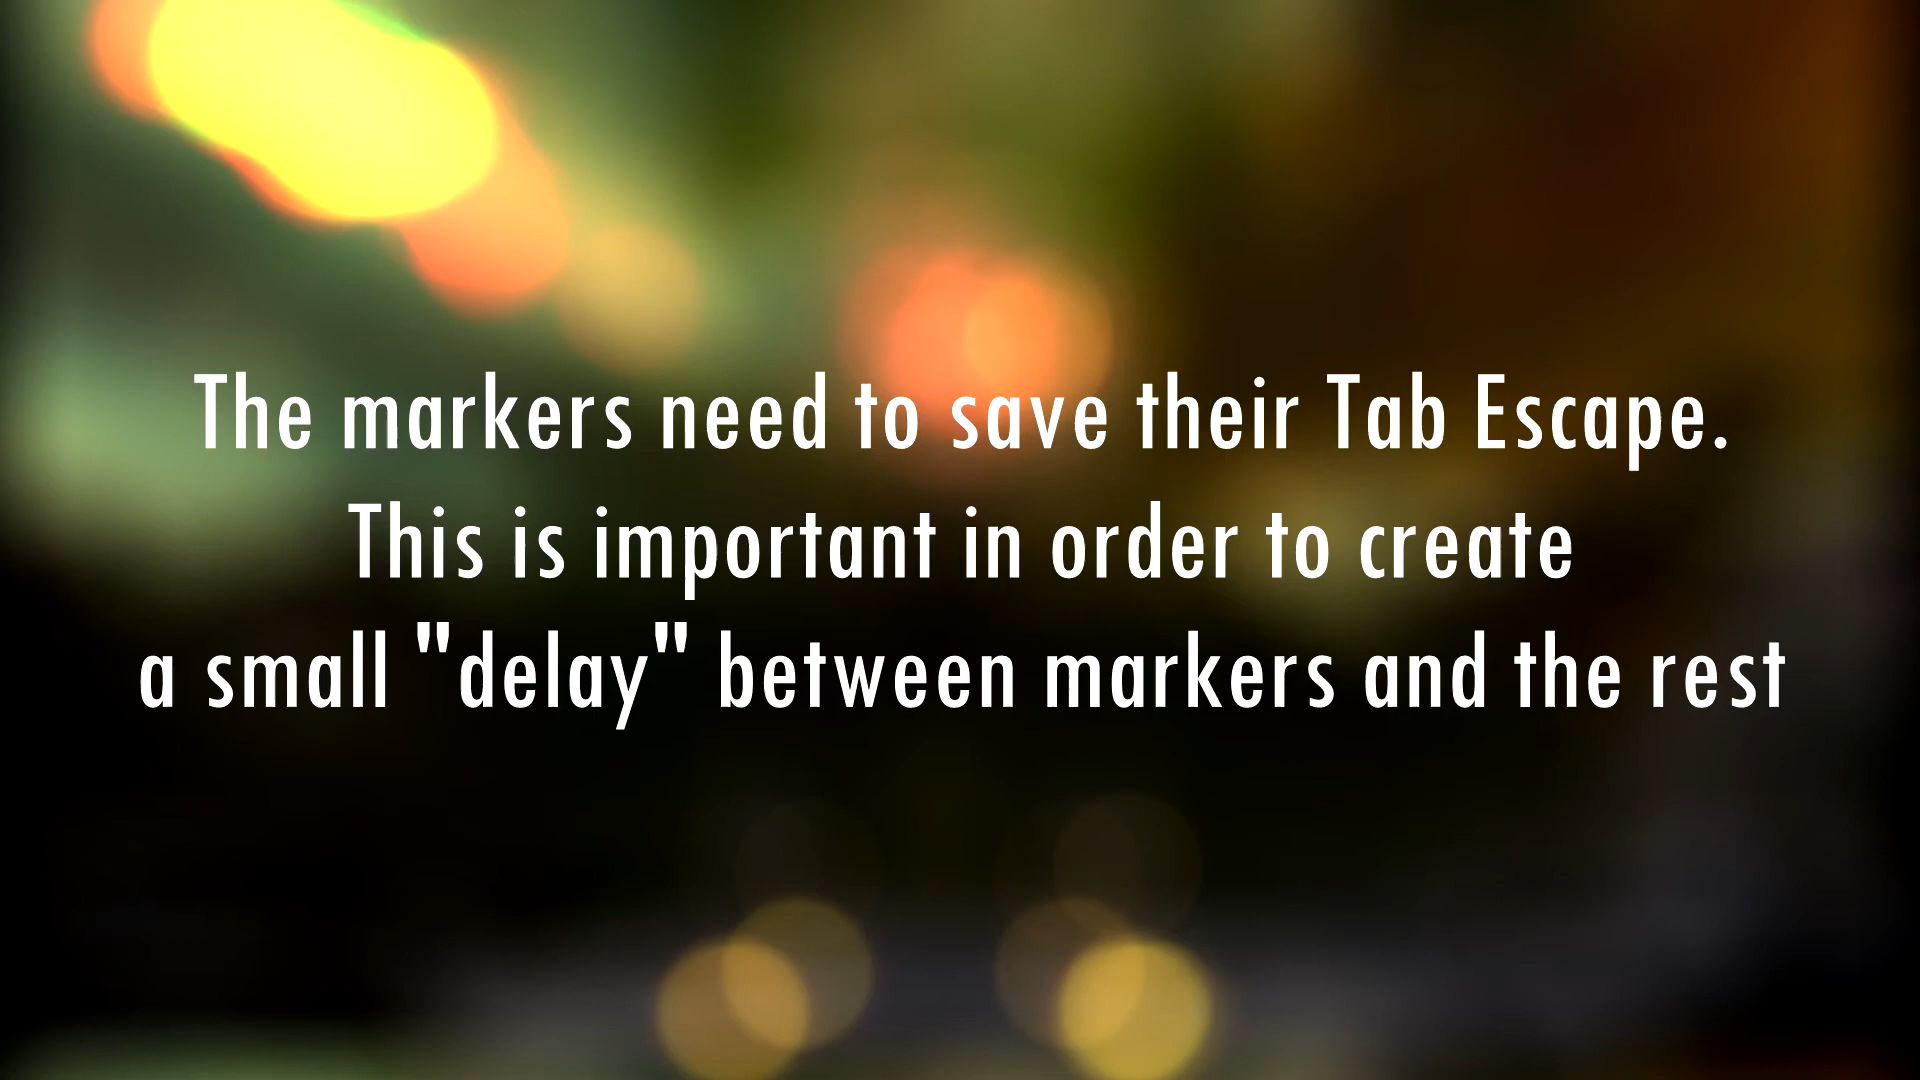 The markers need to save their Tab Escape.
This is important in order to create
a small "delay" between markers and the rest